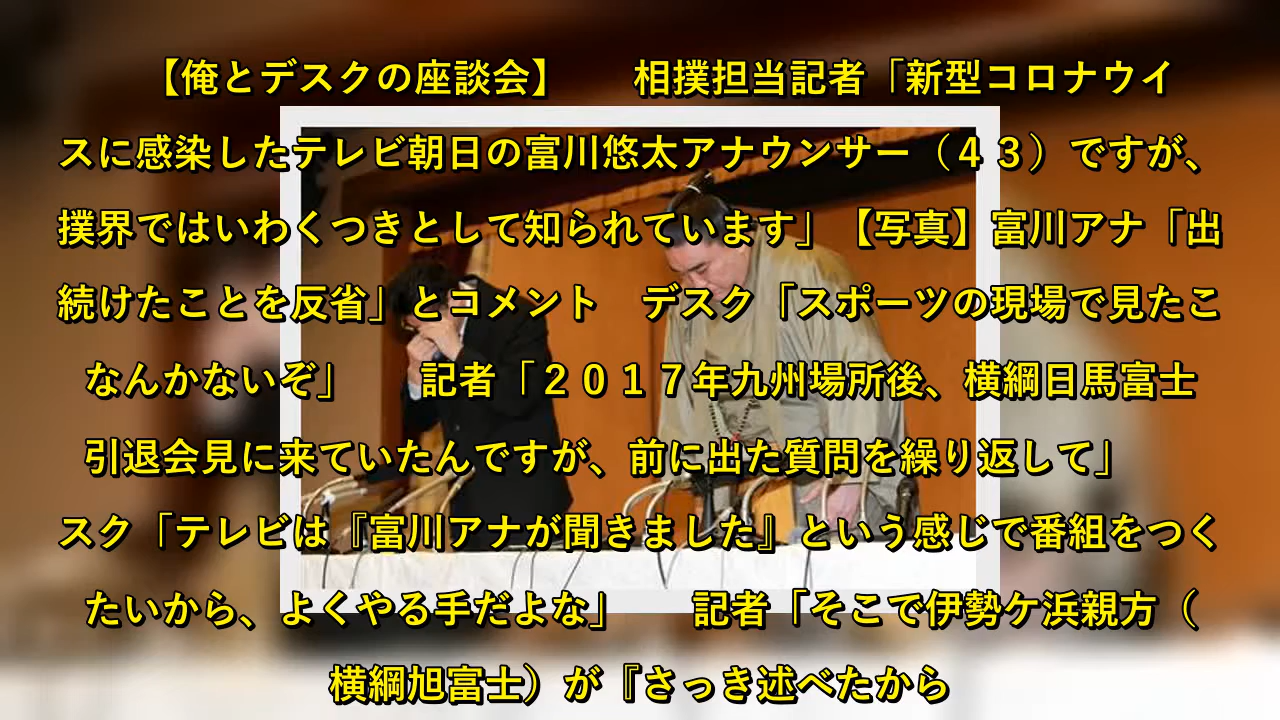 【俺とデスクの座談会】　　相撲担当記者「新型コロナウイ
スに感染したテレビ朝日の富川悠太アナウンサー（４３）ですが、
撲界ではいわくつきとして知られています」【写真】富川アナ「出
続けたことを反省」とコメント　デスク「スポーツの現場で見たこ
なんかないぞ」　　記者「２０１７年九州場所後、横綱日馬富士
引退会見に来ていたんですが、前に出た質問を繰り返して」
スク「テレビは『富川アナが聞きました』という感じで番組をつく
たいから、よくやる手だよな」　　記者「そこで伊勢ケ浜親方（
横綱旭富士）が『さっき述べたから